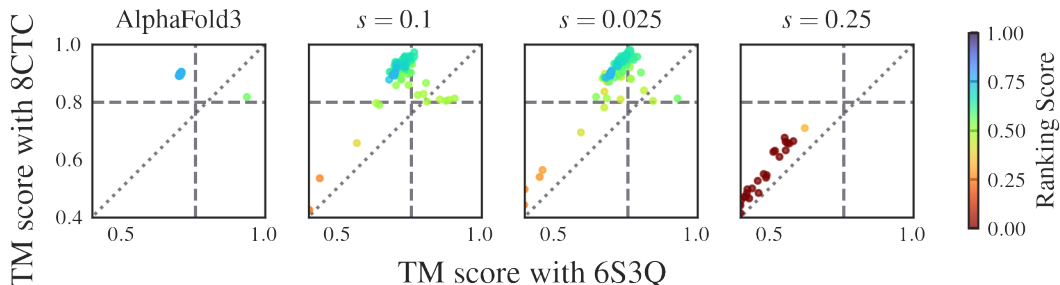 AlphaFold3
s = 0.1
s = 0.025
s = 0.25
TM score with 8CTC
1.0
0.8
0.6
0.4
0.5
1.0
0.5
1.0
0.5
1.0
0.5
1.0
TM score with 6S3Q
1.00
0.75
0.50
0.25
0.00
Ranking Score